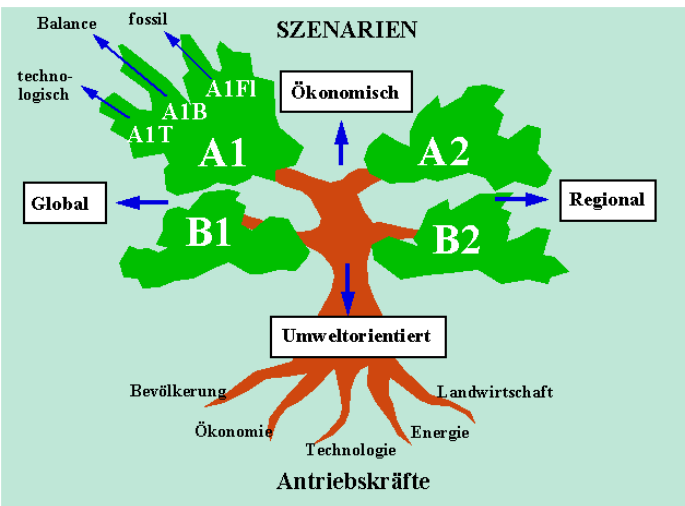 SZENARIEN
Balance
fossil
techno-
logisch
A1Fl
A1B
A1T
Ökonomisch
A1
A2
Global
Regional
B1
B2
Umweltorientiert
Bevölkerung
Landwirtschaft
Ökonomie
Energie
Technologie
Antriebskräfte